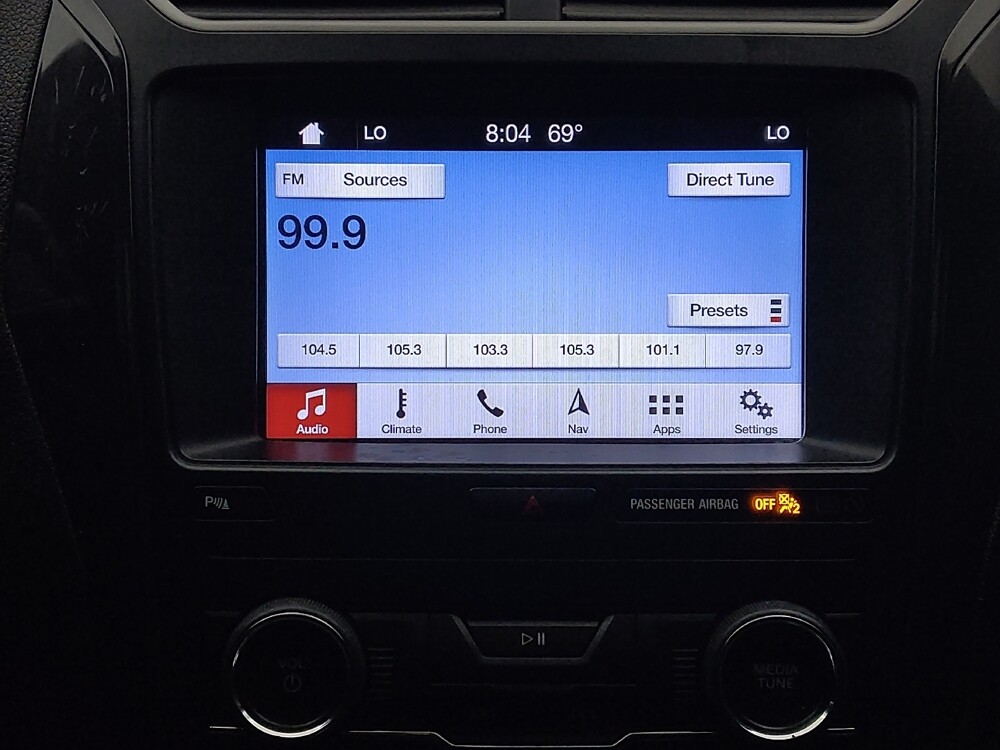 LO 8:04 69° LO
FM Sources Direct Tune
99.9
Presets
104.5 105.3 103.3 105.3 101.1 97.9
Audio Climate Phone Nav Apps Settings
P PASSENGER AIRBAG OFF 2
VOL MEDIA
TUNE